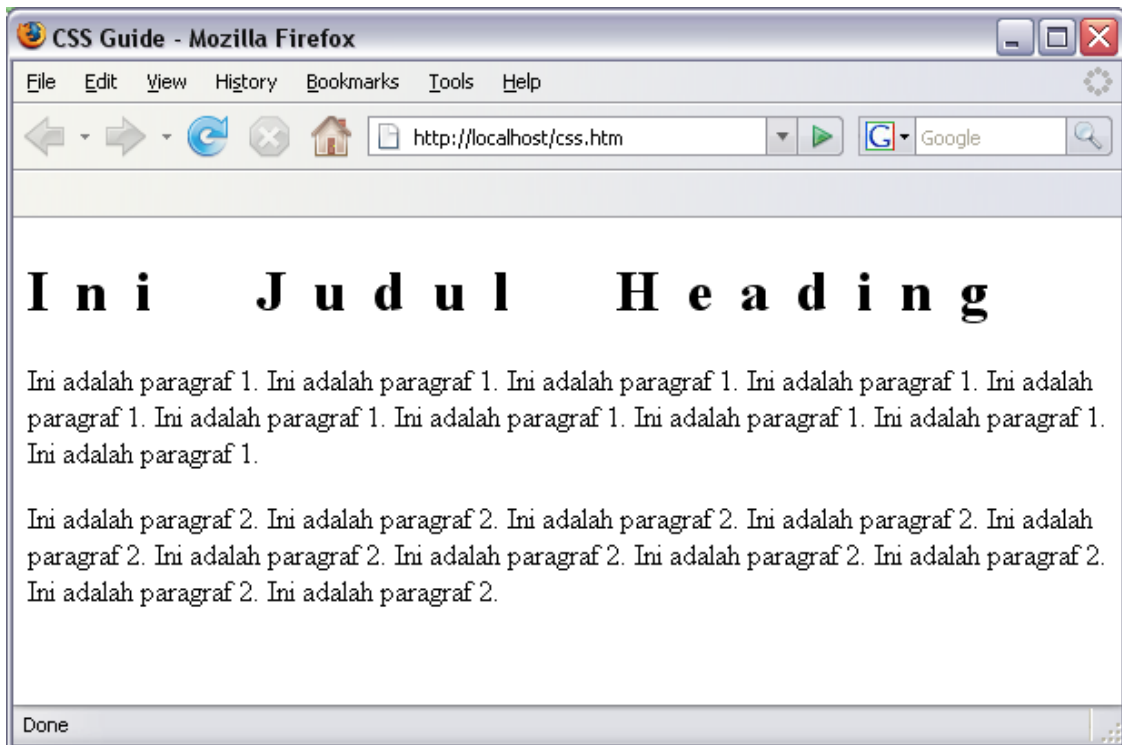 CSS Guide - Mozilla Firefox
File Edit View History Bookmarks Tools Help
http://localhost/css.htm G Google
Ini Judul Heading
Ini adalah paragraf 1. Ini adalah paragraf 1. Ini adalah paragraf 1. Ini adalah paragraf 1. Ini adalah
paragraf 1. Ini adalah paragraf 1. Ini adalah paragraf 1. Ini adalah paragraf 1. Ini adalah paragraf 1.
Ini adalah paragraf 1.
Ini adalah paragraf 2. Ini adalah paragraf 2. Ini adalah paragraf 2. Ini adalah paragraf 2. Ini adalah
paragraf 2. Ini adalah paragraf 2. Ini adalah paragraf 2. Ini adalah paragraf 2. Ini adalah paragraf 2.
Ini adalah paragraf 2. Ini adalah paragraf 2.
Done